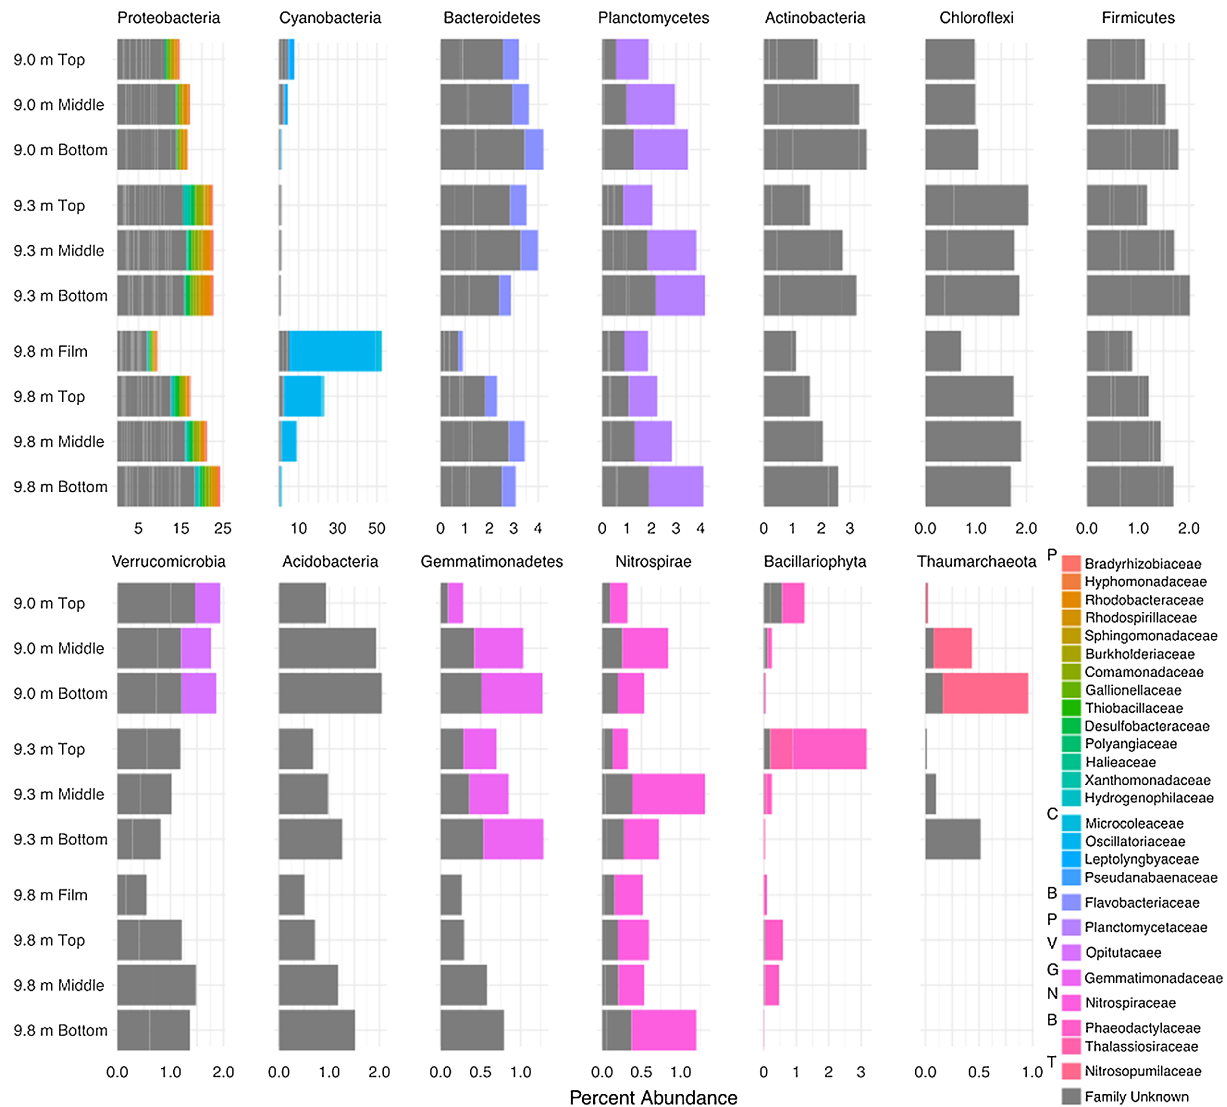 Proteobacteria Cyanobacteria Bacteroidetes Planctomycetes Actinobacteria Chloroflexi Firmicutes
9.0 m Top
9.0 m Middle
9.0 m Bottom
9.3 m Top
9.3 m Middle
9.3 m Bottom
9.8 m Film
9.8 m Top
9.8 m Middle
9.8 m Bottom
5 15 25 10 30 50 0 1 2 3 4 0 1 2 3 4 0 1 2 3 0.0 1.0 2.0 0.0 1.0 2.0
Verrucomicrobia Acidobacteria Gemmatimonadetes Nitrospirae Bacillariophyta Thaumarchaeota
9.0 m Top
9.0 m Middle
9.0 m Bottom
9.3 m Top
9.3 m Middle
9.3 m Bottom
9.8 m Film
9.8 m Top
9.8 m Middle
9.8 m Bottom
0.0 1.0 2.0 0.0 1.0 2.0 0.0 0.5 1.0 0.0 0.5 1.0 0 1 2 3 0.0 0.5 1.0
Percent Abundance
P
Bradyrhizobiaceae
Hyphomonadaceae
Rhodobacteraceae
Rhodospirillaceae
Sphingomonadaceae
Burkholderiaceae
Comamonadaceae
Gallionellaceae
Thiobacillaceae
Desulfobacteraceae
Polyangiaceae
Halieaceae
Xanthomonadaceae
Hydrogenophilaceae
C
Microcoleaceae
Oscillatoriaceae
Leptolyngbyaceae
Pseudanabaenaceae
B
Flavobacteriaceae
P
Planctomycetaceae
V
Opitutacaee
G
Gemmatimonadaceae
N
Nitrospiraceae
B
Phaeodactylaceae
Thalassiosiraceae
T
Nitrosopumilaceae
Family Unknown